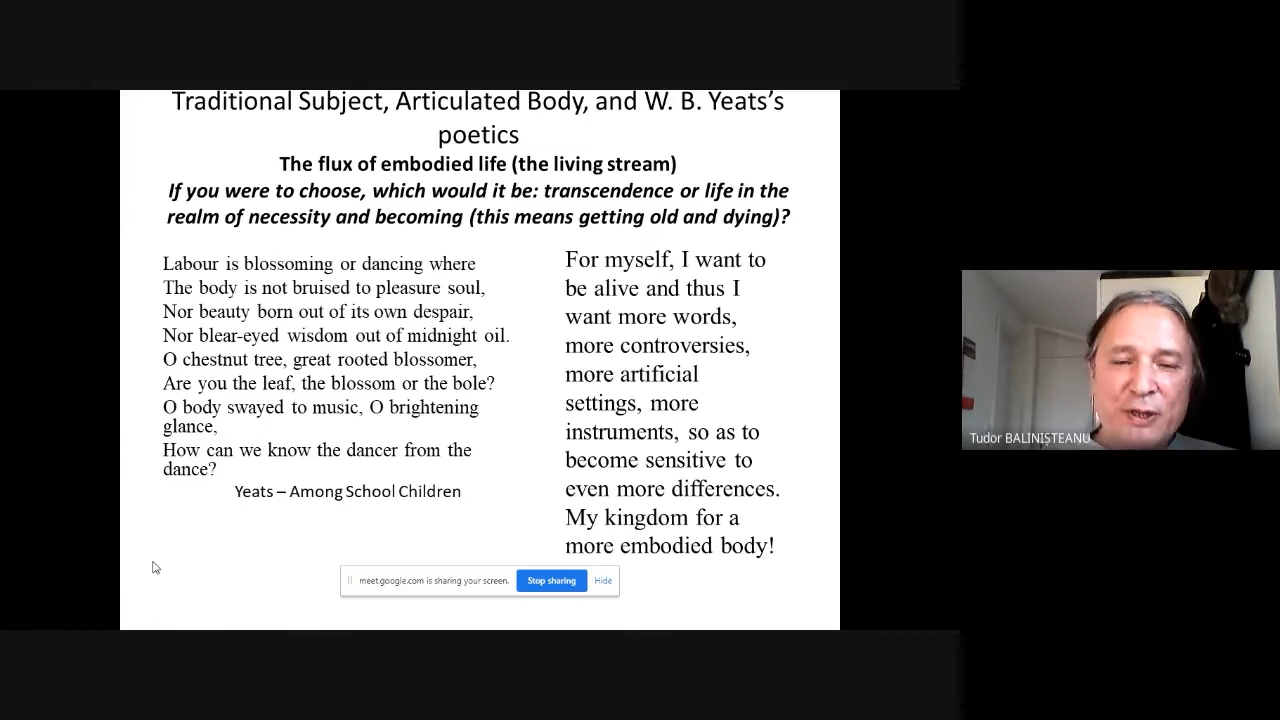 Traditional Subject, Articulated Body, and W. B. Yeats’s
poetics
The flux of embodied life (the living stream)
If you were to choose, which would it be: transcendence or life in the
realm of necessity and becoming (this means getting old and dying)?
Labour is blossoming or dancing where
The body is not bruised to pleasure soul,
Nor beauty born out of its own despair,
Nor blear-eyed wisdom out of midnight oil.
O chestnut tree, great rooted blossomer,
Are you the leaf, the blossom or the bole?
O body swayed to music, O brightening
glance,
How can we know the dancer from the
dance?
Yeats – Among School Children
For myself, I want to
be alive and thus I
want more words,
more controversies,
more artificial
settings, more
instruments, so as to
become sensitive to
even more differences.
My kingdom for a
more embodied body!
meet.google.com is sharing your screen.
Stop sharing
Hide
Tudor BALINIȘTEANU